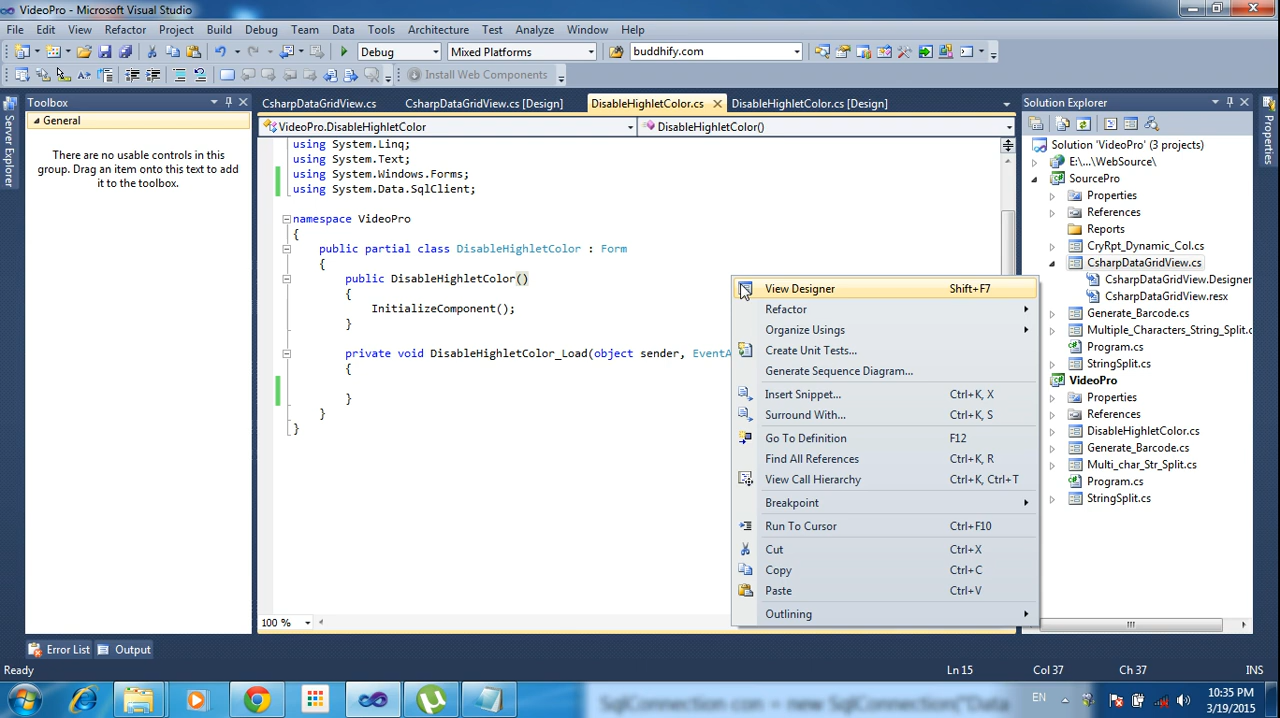 VideoPro - Microsoft Visual Studio
File Edit View Refactor Project Build Debug Team Data Tools Architecture Test Analyze Window Help
Debug Mixed Platforms buddhify.com
Install Web Components
Toolbox
General
There are no usable controls in this
group. Drag an item onto this text to add
it to the toolbox.
Server Explorer
CsharpDataGridView.cs CsharpDataGridView.cs [Design] DisableHighletColor.cs DisableHighletColor.cs [Design]
VideoPro.DisableHighletColor DisableHighletColor()
using System.Linq;
using System.Text;
using System.Windows.Forms;
using System.Data.SqlClient;
namespace VideoPro
{
public partial class DisableHighletColor : Form
{
public DisableHighletColor()
{
InitializeComponent();
}
private void DisableHighletColor_Load(object sender, EventA
{
}
}
}
100 %
View Designer Shift+F7
Refactor
Organize Usings
Create Unit Tests...
Generate Sequence Diagram...
Insert Snippet... Ctrl+K, X
Surround With... Ctrl+K, S
Go To Definition F12
Find All References Ctrl+K, R
View Call Hierarchy Ctrl+K, Ctrl+T
Breakpoint
Run To Cursor Ctrl+F10
Cut Ctrl+X
Copy Ctrl+C
Paste Ctrl+V
Outlining
Solution Explorer
Solution 'VideoPro' (3 projects)
E:\...\WebSource\
SourcePro
Properties
References
Reports
CryRpt_Dynamic_Col.cs
CsharpDataGridView.cs
CsharpDataGridView.Designer
CsharpDataGridView.resx
Generate_Barcode.cs
Multiple_Characters_String_Split.c
Program.cs
StringSplit.cs
VideoPro
Properties
References
DisableHighletColor.cs
Generate_Barcode.cs
Multi_char_Str_Split.cs
Program.cs
StringSplit.cs
Properties
Error List Output
Ready Ln 15 Col 37 Ch 37 INS
SqlConnection con = new SqlConnection("Data
EN
10:35 PM
3/19/2015